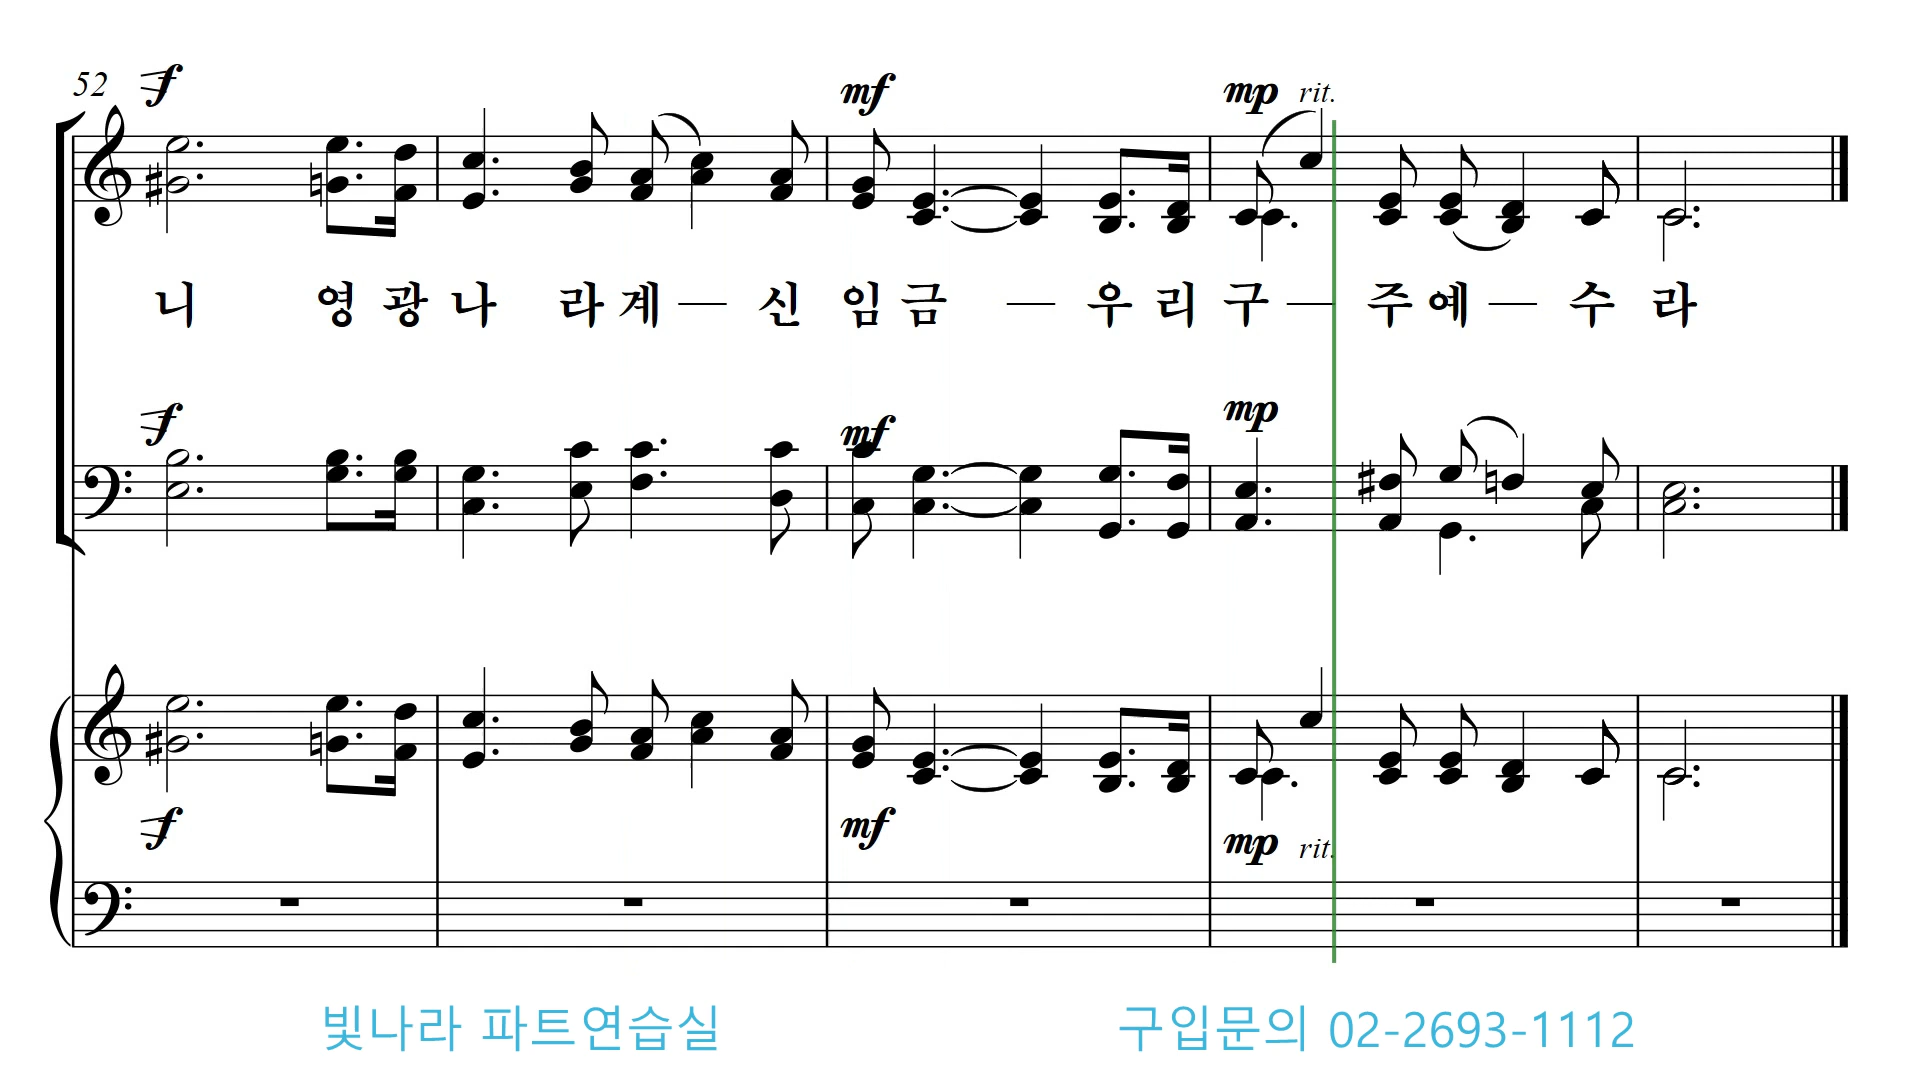 52 f mf mp rit.
니 영 광 나 라 계 — 신 임 금 — 우 리 구 — 주 예 — 수 라
f mf mp
f mf mp rit.
빛나라 파트연습실 구입문의 02-2693-1112